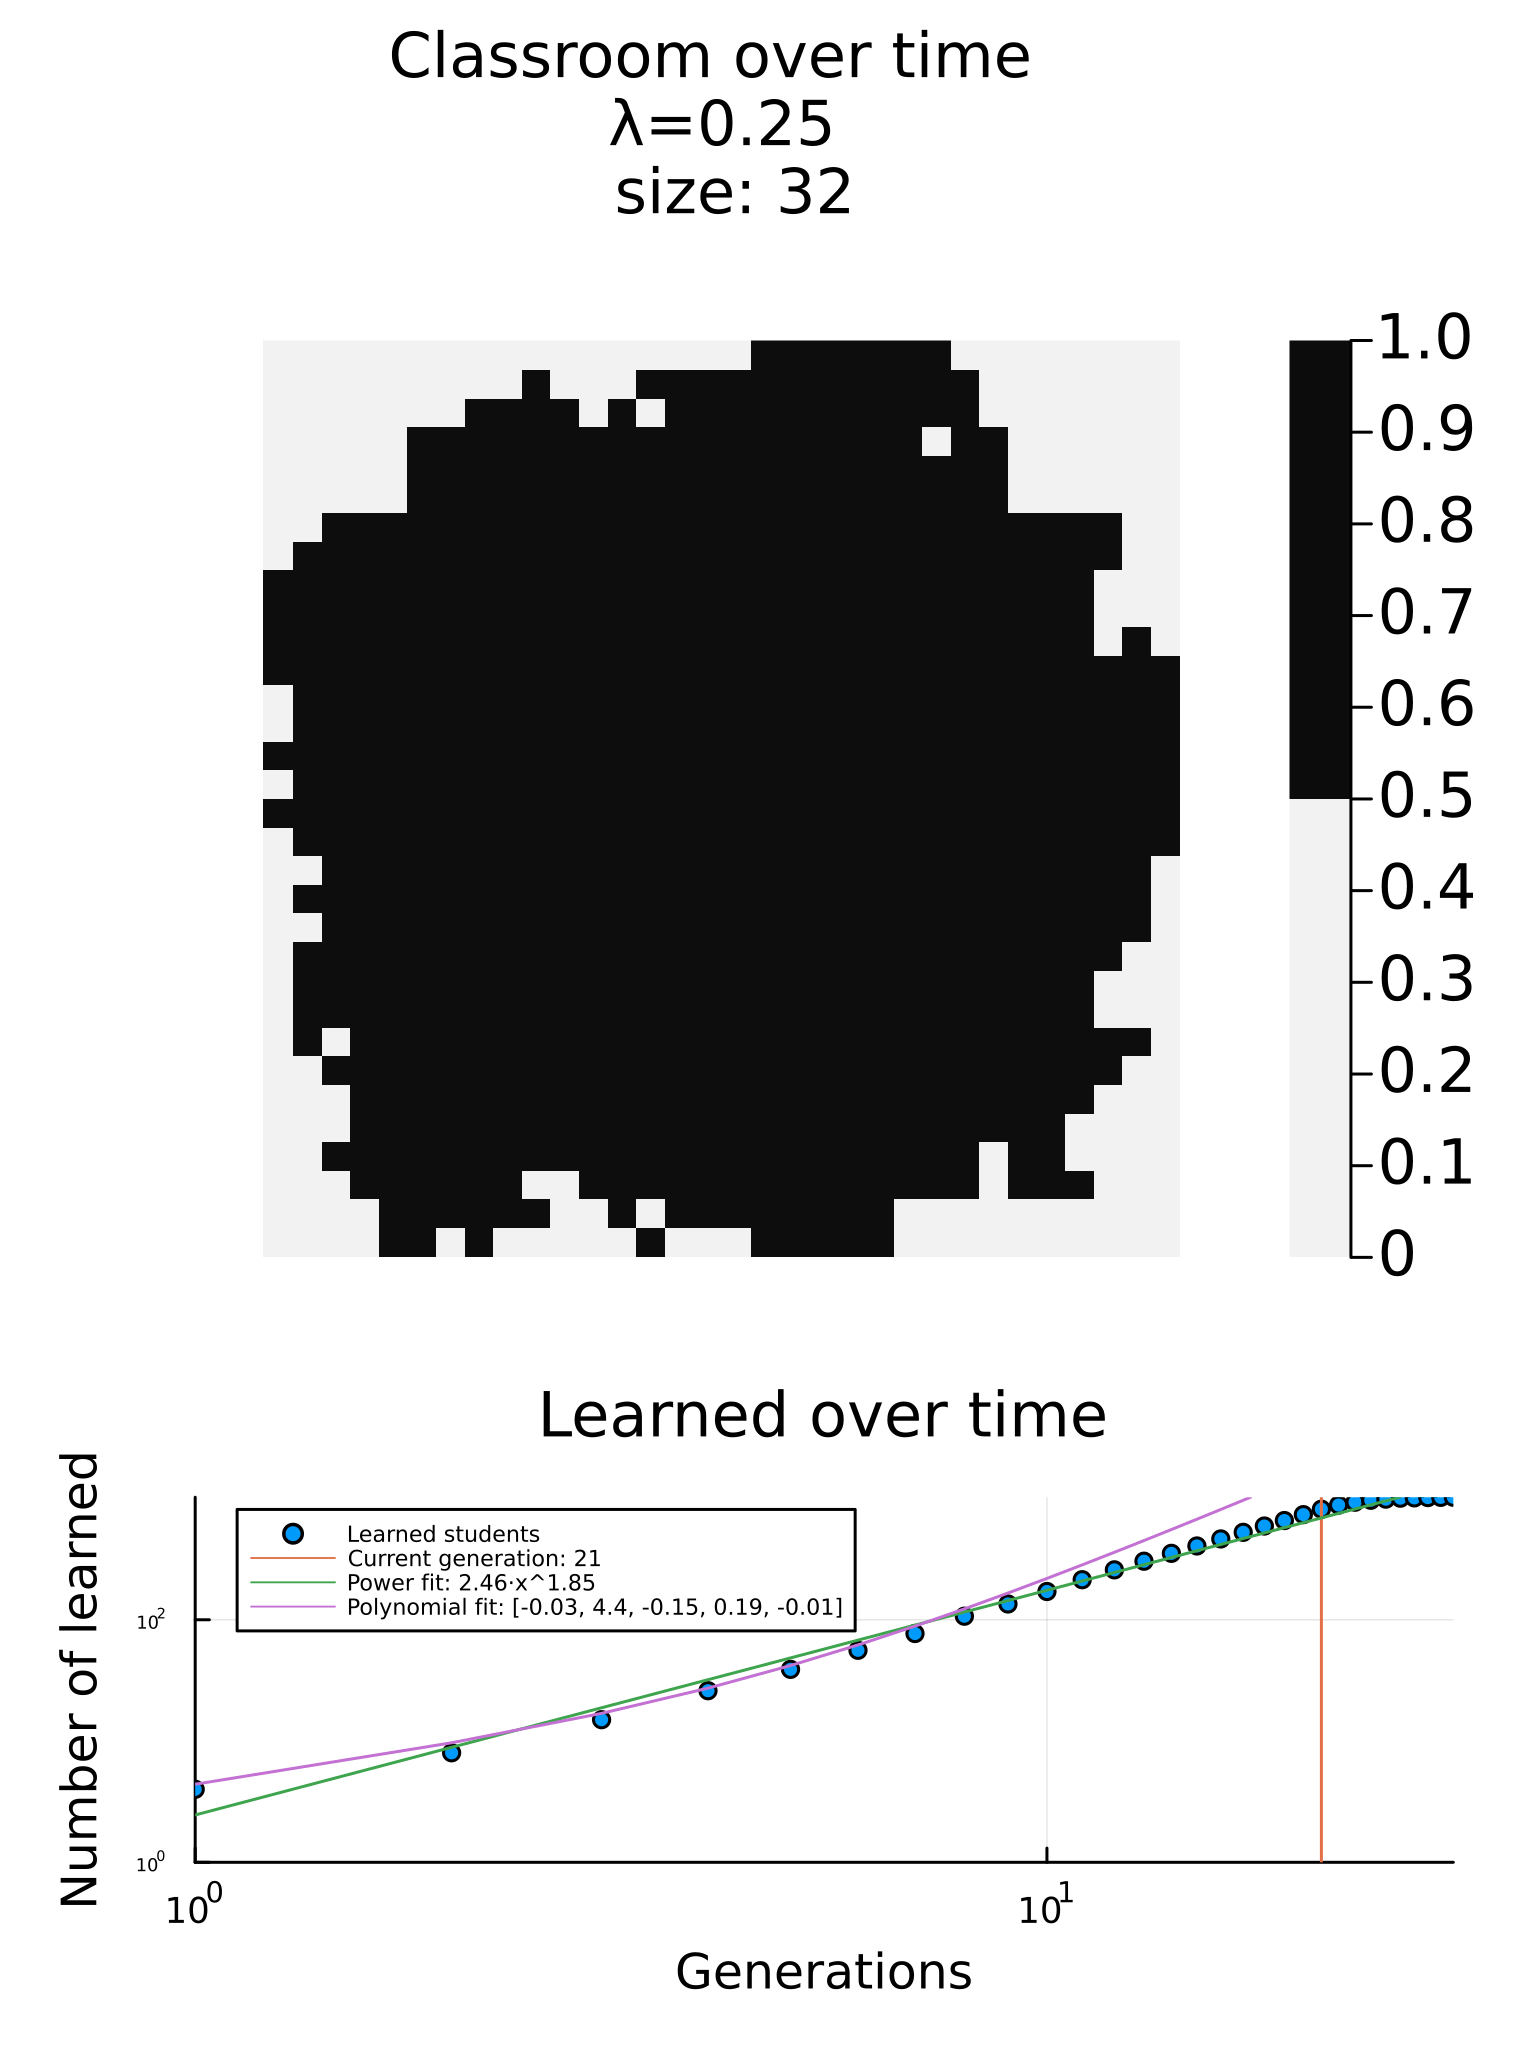 Classroom over time
λ=0.25
size: 32
1.0
0.9
0.8
0.7
0.6
0.5
0.4
0.3
0.2
0.1
0
Learned over time
Number of learned
Learned students
Current generation: 21
Power fit: 2.46·x^1.85
Polynomial fit: [-0.03, 4.4, -0.15, 0.19, -0.01]
10²
10⁰
10⁰ 10¹
Generations